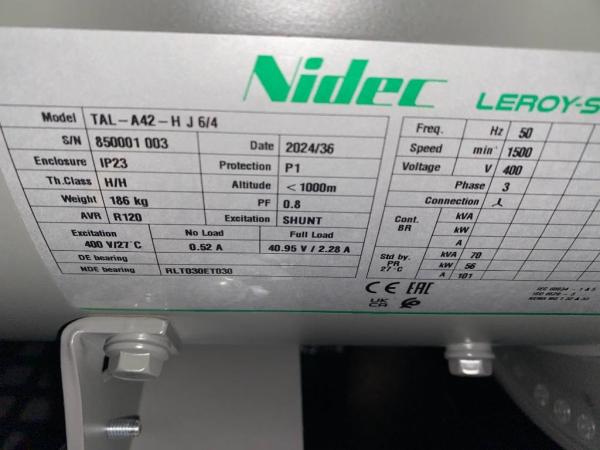 Nidec LEROY-S
Model TAL-A42-H J 6/4
S/N 850001 003 Date 2024/36
Enclosure IP23 Protection P1
Th.Class H/H Altitude < 1000m
Weight 186 kg PF 0.8
AVR R120 Excitation SHUNT
Excitation No Load Full Load
400 V/27°C 0.52 A 40.95 V / 2.28 A
DE bearing
NDE bearing RLT030ET030
Freq. Hz 50
Speed min⁻ 1500
Voltage V 400
Phase 3
Connection
Cont. BR kVA
kW
A
Std by. PR 27°C kVA 70
kW 56
A 101
CE EAC
UK CA
IEC 60034 - 1 & 5